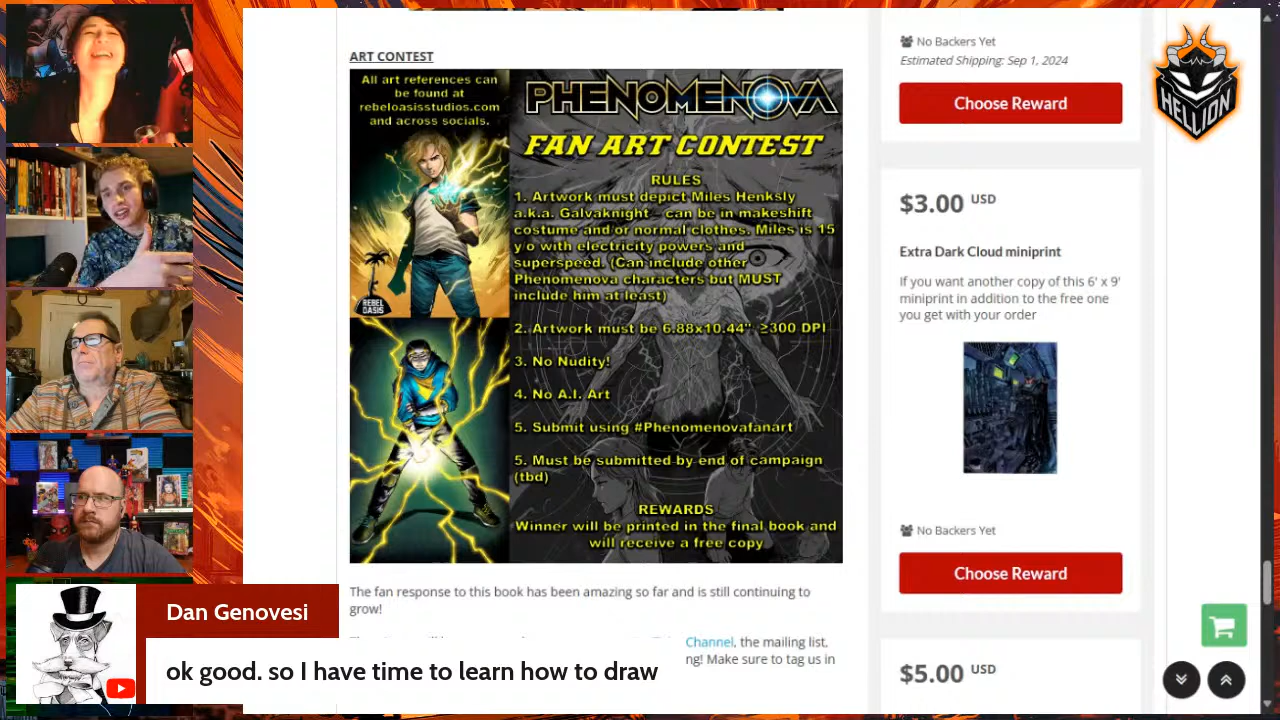 ART CONTEST
All art references can
be found at
rebeloasisstudios.com
and across socials.
REBEL
OASIS
PHENOMENOVA
FAN ART CONTEST
RULES
1. Artwork must depict Miles Henksly
a.k.a. Galvaknight - can be in makeshift
costume and/or normal clothes. Miles is 15
y/o with electricity powers and
superspeed. (Can include other
Phenomenova characters but MUST
include him at least)
2. Artwork must be 6.88x10.44" ≥300 DPI
3. No Nudity!
4. No A.I. Art
5. Submit using #Phenomenovafanart
5. Must be submitted by end of campaign
(tbd)
REWARDS
Winner will be printed in the final book and
will receive a free copy
The fan response to this book has been amazing so far and is still continuing to
grow!
Channel, the mailing list,
ng! Make sure to tag us in
No Backers Yet
Estimated Shipping: Sep 1, 2024
Choose Reward
$3.00 USD
Extra Dark Cloud miniprint
If you want another copy of this 6' x 9'
miniprint in addition to the free one
you get with your order
No Backers Yet
Choose Reward
$5.00 USD
HELLION
Dan Genovesi
ok good. so I have time to learn how to draw